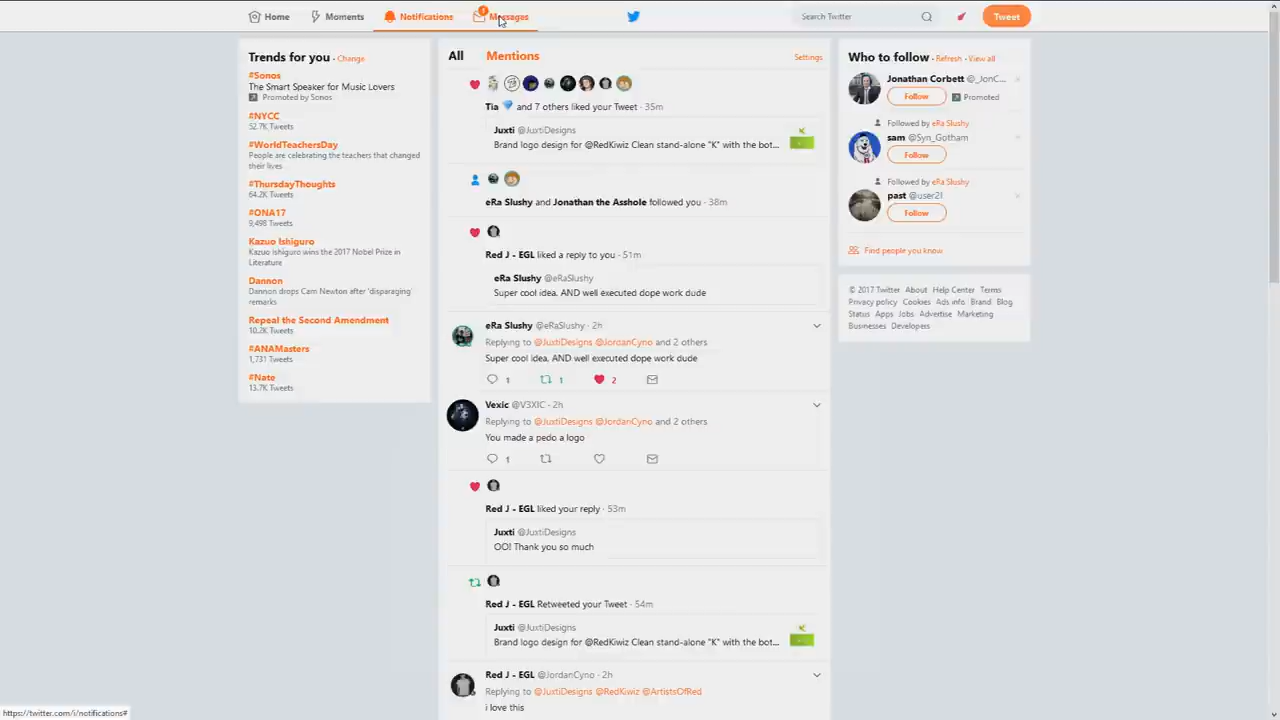 Home Moments Notifications 1 Messages Search Twitter Tweet
Trends for you · Change
#Sonos
The Smart Speaker for Music Lovers
Promoted by Sonos
#NYCC
52.7K Tweets
#WorldTeachersDay
People are celebrating the teachers that changed
their lives
#ThursdayThoughts
64.2K Tweets
#ONA17
9,498 Tweets
Kazuo Ishiguro
Kazuo Ishiguro wins the 2017 Nobel Prize in
Literature
Dannon
Dannon drops Cam Newton after 'disparaging'
remarks
Repeal the Second Amendment
10.2K Tweets
#ANAMasters
1,731 Tweets
#Nate
13.7K Tweets
All Mentions Settings
Tia and 7 others liked your Tweet · 35m
Juxti @JuxtiDesigns
Brand logo design for @RedKiwiz Clean stand-alone "K" with the bot...
eRa Slushy and Jonathan the Asshole followed you · 38m
Red J - EGL liked a reply to you · 51m
eRa Slushy @eRaSlushy
Super cool idea, AND well executed dope work dude
eRa Slushy @eRaSlushy · 2h
Replying to @JuxtiDesigns @JordanCyno and 2 others
Super cool idea, AND well executed dope work dude
1 1 2
Vexic @V3XIC · 2h
Replying to @JuxtiDesigns @JordanCyno and 2 others
You made a pedo a logo
1
Red J - EGL liked your reply · 53m
Juxti @JuxtiDesigns
OO! Thank you so much
Red J - EGL Retweeted your Tweet · 54m
Juxti @JuxtiDesigns
Brand logo design for @RedKiwiz Clean stand-alone "K" with the bot...
Red J - EGL @JordanCyno · 2h
Replying to @JuxtiDesigns @RedKiwiz @ArtistsOfRed
i love this
Who to follow · Refresh · View all
Jonathan Corbett @_JonC...
Follow Promoted
Followed by eRa Slushy
sam @Syn_Gotham
Follow
Followed by eRa Slushy
past @user2l
Follow
Find people you know
© 2017 Twitter About Help Center Terms
Privacy policy Cookies Ads info Brand Blog
Status Apps Jobs Advertise Marketing
Businesses Developers
https://twitter.com/i/notifications#